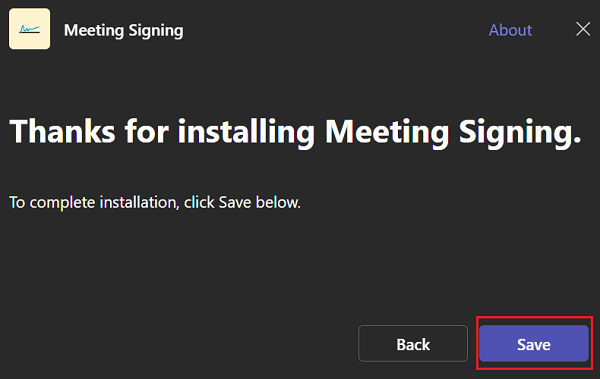 Meeting Signing
About
Thanks for installing Meeting Signing.
To complete installation, click Save below.
Back
Save